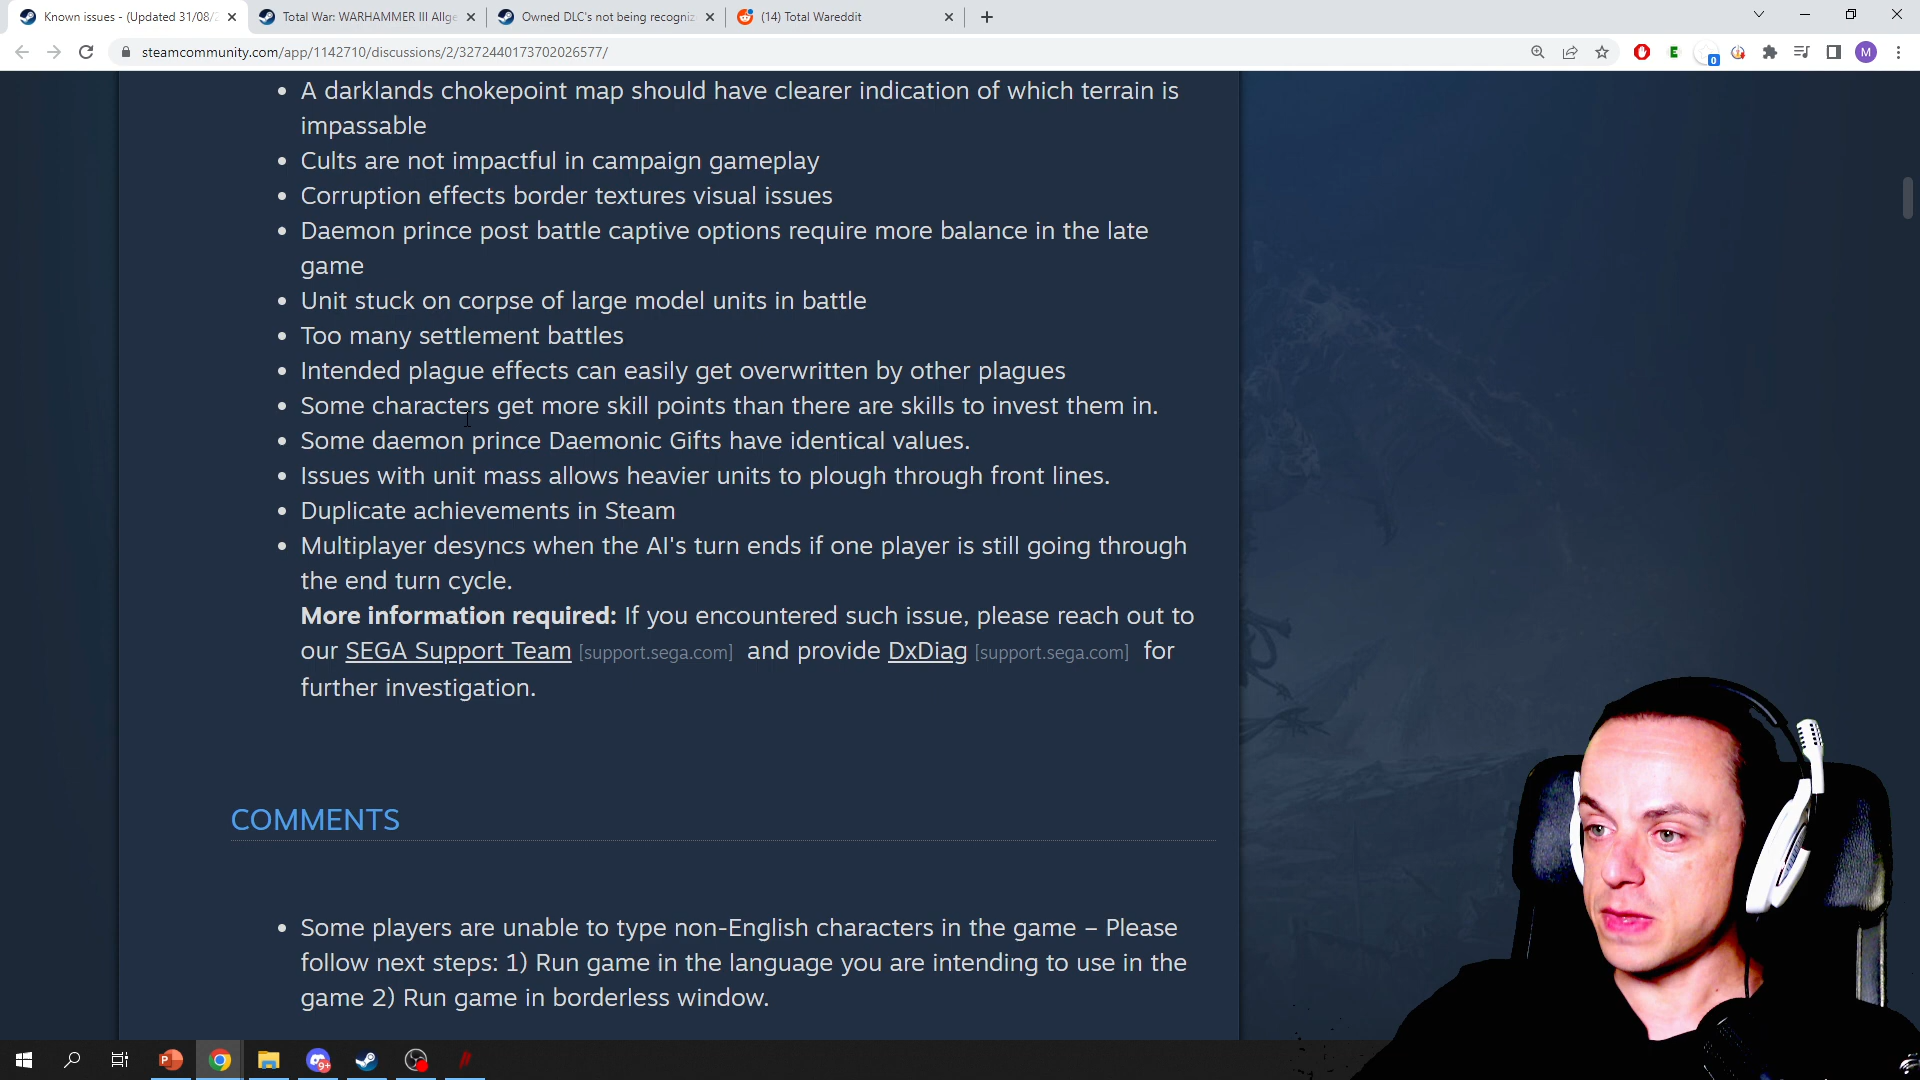 Known issues - (Updated 31/08/2
Total War: WARHAMMER III Allge
Owned DLC's not being recogniz
(14) Total Wareddit
steamcommunity.com/app/1142710/discussions/2/3272440173702026577/
0
M
• A darklands chokepoint map should have clearer indication of which terrain is
impassable
• Cults are not impactful in campaign gameplay
• Corruption effects border textures visual issues
• Daemon prince post battle captive options require more balance in the late
game
• Unit stuck on corpse of large model units in battle
• Too many settlement battles
• Intended plague effects can easily get overwritten by other plagues
• Some characters get more skill points than there are skills to invest them in.
• Some daemon prince Daemonic Gifts have identical values.
• Issues with unit mass allows heavier units to plough through front lines.
• Duplicate achievements in Steam
• Multiplayer desyncs when the AI's turn ends if one player is still going through
the end turn cycle.
More information required: If you encountered such issue, please reach out to
our SEGA Support Team [support.sega.com] and provide DxDiag [support.sega.com] for
further investigation.
COMMENTS
• Some players are unable to type non-English characters in the game – Please
follow next steps: 1) Run game in the language you are intending to use in the
game 2) Run game in borderless window.
9+